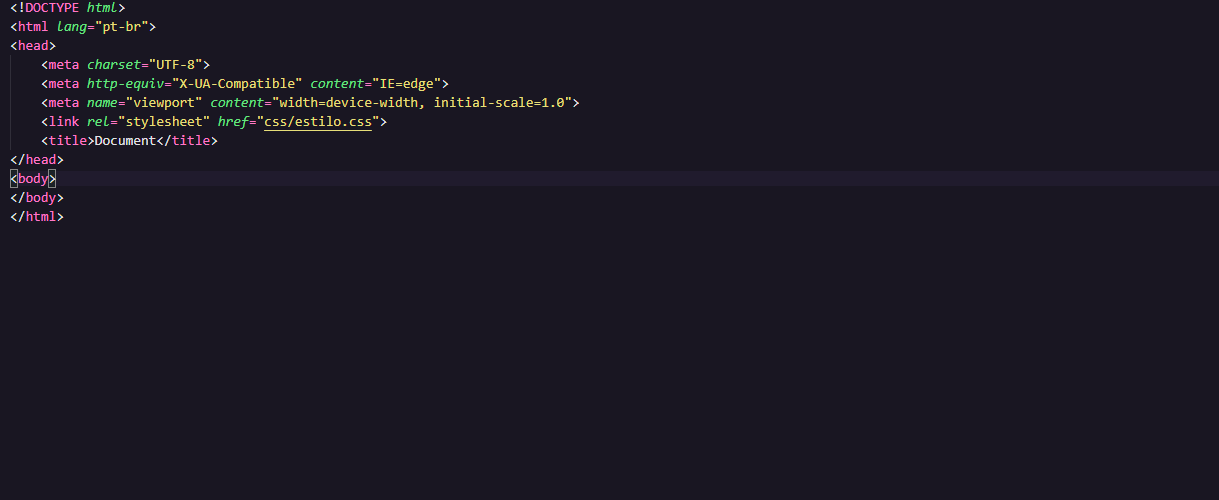 <!DOCTYPE html>
<html lang="pt-br">
<head>
    <meta charset="UTF-8">
    <meta http-equiv="X-UA-Compatible" content="IE=edge">
    <meta name="viewport" content="width=device-width, initial-scale=1.0">
    <link rel="stylesheet" href="css/estilo.css">
    <title>Document</title>
</head>
<body>
</body>
</html>